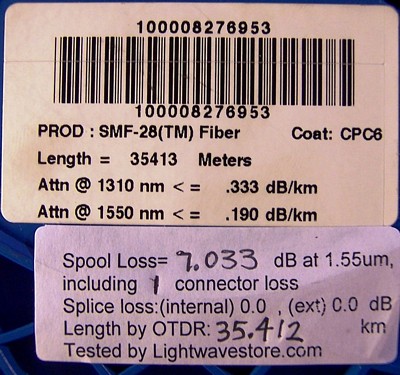 100008276953
100008276953
PROD : SMF-28(TM) Fiber Coat: CPC6
Length = 35413 Meters
Attn @ 1310 nm < = .333 dB/km
Attn @ 1550 nm < = .190 dB/km
Spool Loss= 7.033 dB at 1.55um,
including 1 connector loss
Splice loss:(internal) 0.0 , (ext) 0.0 dB
Length by OTDR: 35.412 km
Tested by Lightwavestore.com